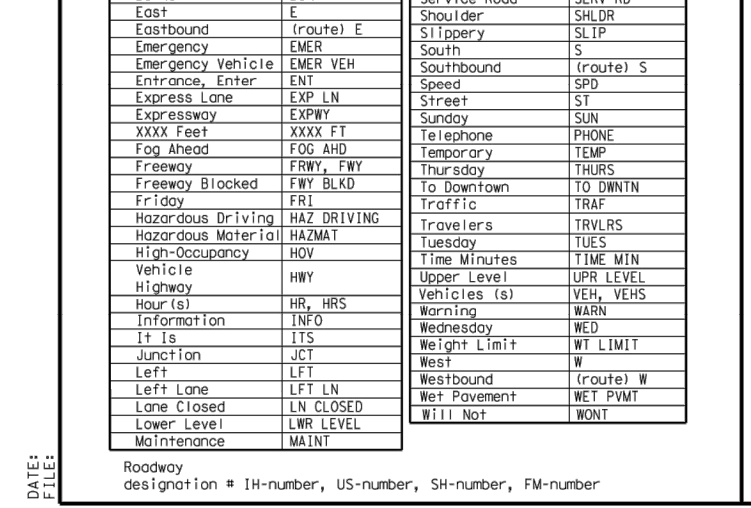 East E
Eastbound (route) E
Emergency EMER
Emergency Vehicle EMER VEH
Entrance, Enter ENT
Express Lane EXP LN
Expressway EXPWY
XXXX Feet XXXX FT
Fog Ahead FOG AHD
Freeway FRWY, FWY
Freeway Blocked FWY BLKD
Friday FRI
Hazardous Driving HAZ DRIVING
Hazardous Material HAZMAT
High-Occupancy HOV
Vehicle
Highway HWY
Hour(s) HR, HRS
Information INFO
It Is ITS
Junction JCT
Left LFT
Left Lane LFT LN
Lane Closed LN CLOSED
Lower Level LWR LEVEL
Maintenance MAINT
Shoulder SHLDR
Slippery SLIP
South S
Southbound (route) S
Speed SPD
Street ST
Sunday SUN
Telephone PHONE
Temporary TEMP
Thursday THURS
To Downtown TO DWNTN
Traffic TRAF
Travelers TRVLRS
Tuesday TUES
Time Minutes TIME MIN
Upper Level UPR LEVEL
Vehicles (s) VEH, VEHS
Warning WARN
Wednesday WED
Weight Limit WT LIMIT
West W
Westbound (route) W
Wet Pavement WET PVMT
Will Not WONT
Roadway
designation # IH-number, US-number, SH-number, FM-number
DATE:
FILE: